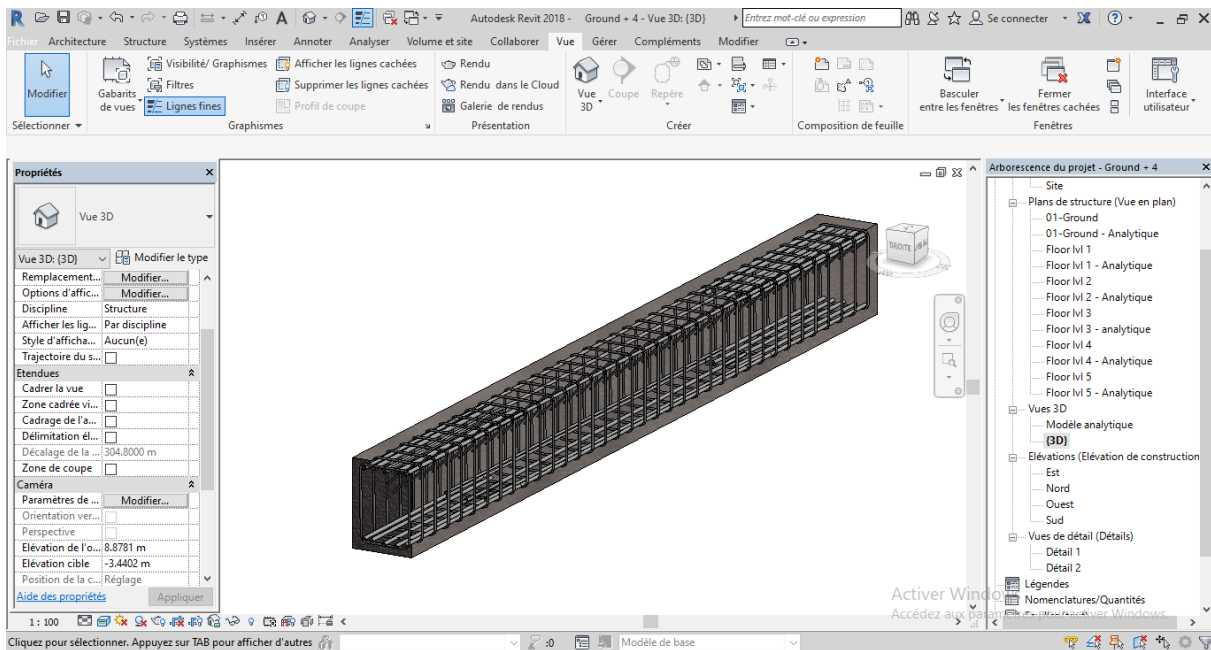 Autodesk Revit 2018 - Ground + 4 - Vue 3D: {3D}
Entrez mot-clé ou expression
Se connecter
Fichier Architecture Structure Systèmes Insérer Annoter Analyser Volume et site Collaborer Vue Gérer Compléments Modifier
Modifier
Sélectionner
Gabarits de vues
Visibilité/ Graphismes
Filtres
Lignes fines
Afficher les lignes cachées
Supprimer les lignes cachées
Profil de coupe
Graphismes
Rendu
Rendu dans le Cloud
Galerie de rendus
Présentation
Vue 3D
Coupe
Repère
Créer
Composition de feuille
Basculer entre les fenêtres
Fermer les fenêtres cachées
Interface utilisateur
Fenêtres
Propriétés
Vue 3D
Vue 3D: {3D}
Modifier le type
Remplacement... Modifier...
Options d'affic... Modifier...
Discipline Structure
Afficher les lig... Par discipline
Style d'afficha... Aucun(e)
Trajectoire du s...
Etendues
Cadrer la vue
Zone cadrée vi...
Cadrage de l'a...
Délimitation él...
Décalage de la ... 304.8000 m
Zone de coupe
Caméra
Paramètres de ... Modifier...
Orientation ver...
Perspective
Elévation de l'o... 8.8781 m
Elévation cible -3.4402 m
Position de la c... Réglage
Aide des propriétés
Appliquer
DROITE
Arborescence du projet - Ground + 4
Site
Plans de structure (Vue en plan)
01-Ground
01-Ground - Analytique
Floor lvl 1
Floor lvl 1 - Analytique
Floor lvl 2
Floor lvl 2 - Analytique
Floor lvl 3
Floor lvl 3 - analytique
Floor lvl 4
Floor lvl 4 - Analytique
Floor lvl 5
Floor lvl 5 - Analytique
Vues 3D
Modèle analytique
{3D}
Elévations (Elévation de construction
Est
Nord
Ouest
Sud
Vues de détail (Détails)
Détail 1
Détail 2
Légendes
Nomenclatures/Quantités
Activer Windows
Accédez aux paramètres pour activer Windows.
1 : 100
Cliquez pour sélectionner. Appuyez sur TAB pour afficher d'autres
:0
Modèle de base